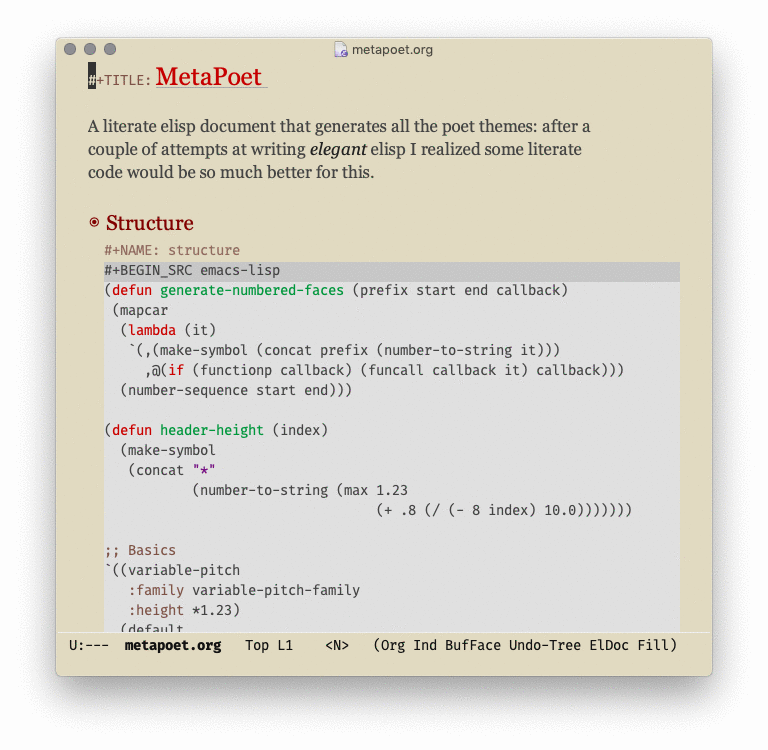 metapoet.org
#+TITLE: MetaPoet
A literate elisp document that generates all the poet themes: after a
couple of attempts at writing elegant elisp I realized some literate
code would be so much better for this.
Structure
#+NAME: structure
#+BEGIN_SRC emacs-lisp
(defun generate-numbered-faces (prefix start end callback)
 (mapcar
  (lambda (it)
   `(,(make-symbol (concat prefix (number-to-string it)))
     ,@(if (functionp callback) (funcall callback it) callback)))
  (number-sequence start end)))
(defun header-height (index)
  (make-symbol
   (concat "*"
           (number-to-string (max 1.23
                                  (+ .8 (/ (- 8 index) 10.0)))))))
;; Basics
`((variable-pitch
   :family variable-pitch-family
   :height *1.23)
  (default
U:---  metapoet.org   Top L1    <N>   (Org Ind BufFace Undo-Tree ElDoc Fill)